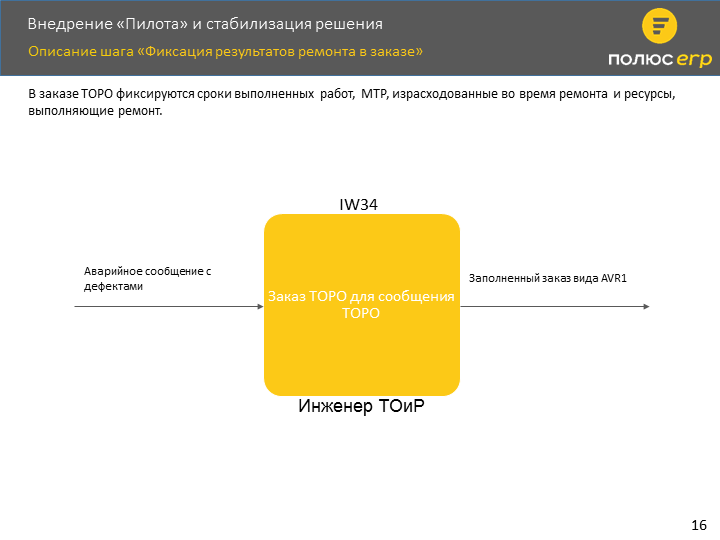 Внедрение «Пилота» и стабилизация решения
Описание шага «Фиксация результатов ремонта в заказе»
ПОЛЮС erp
В заказе ТОРО фиксируются сроки выполненных работ, МТР, израсходованные во время ремонта и ресурсы,
выполняющие ремонт.
IW34
Аварийное сообщение с
дефектами
Заполненный заказ вида AVR1
Заказ ТОРО для сообщения
ТОРО
Инженер ТОиР
16